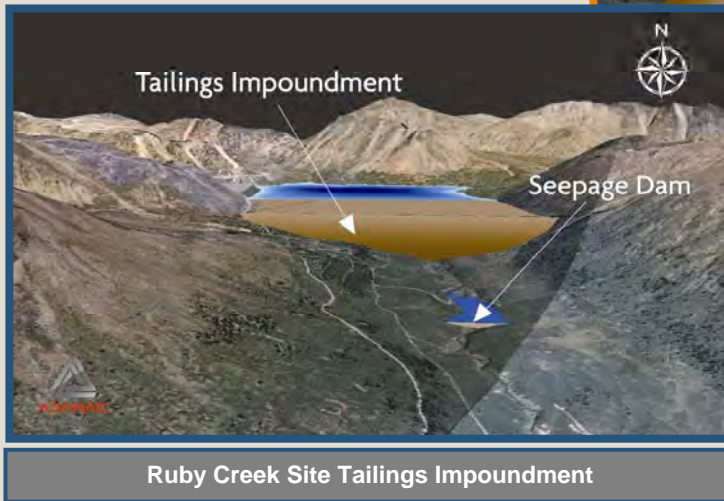 N
Tailings Impoundment
Seepage Dam
ADANAC
Ruby Creek Site Tailings Impoundment